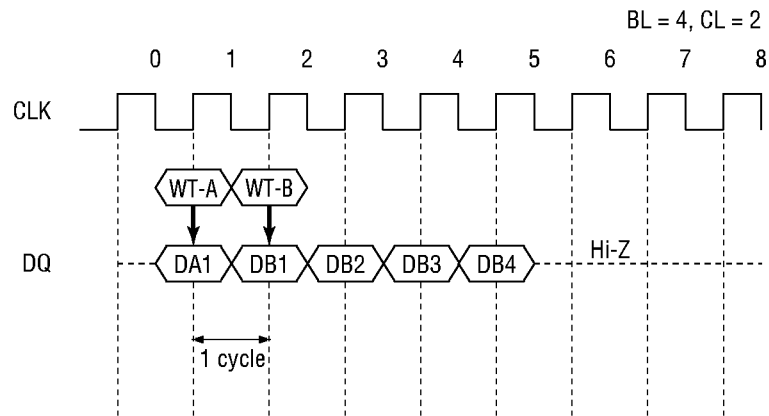 BL = 4, CL = 2
0 1 2 3 4 5 6 7 8
CLK
WT-A WT-B
DQ DA1 DB1 DB2 DB3 DB4 Hi-Z
1 cycle